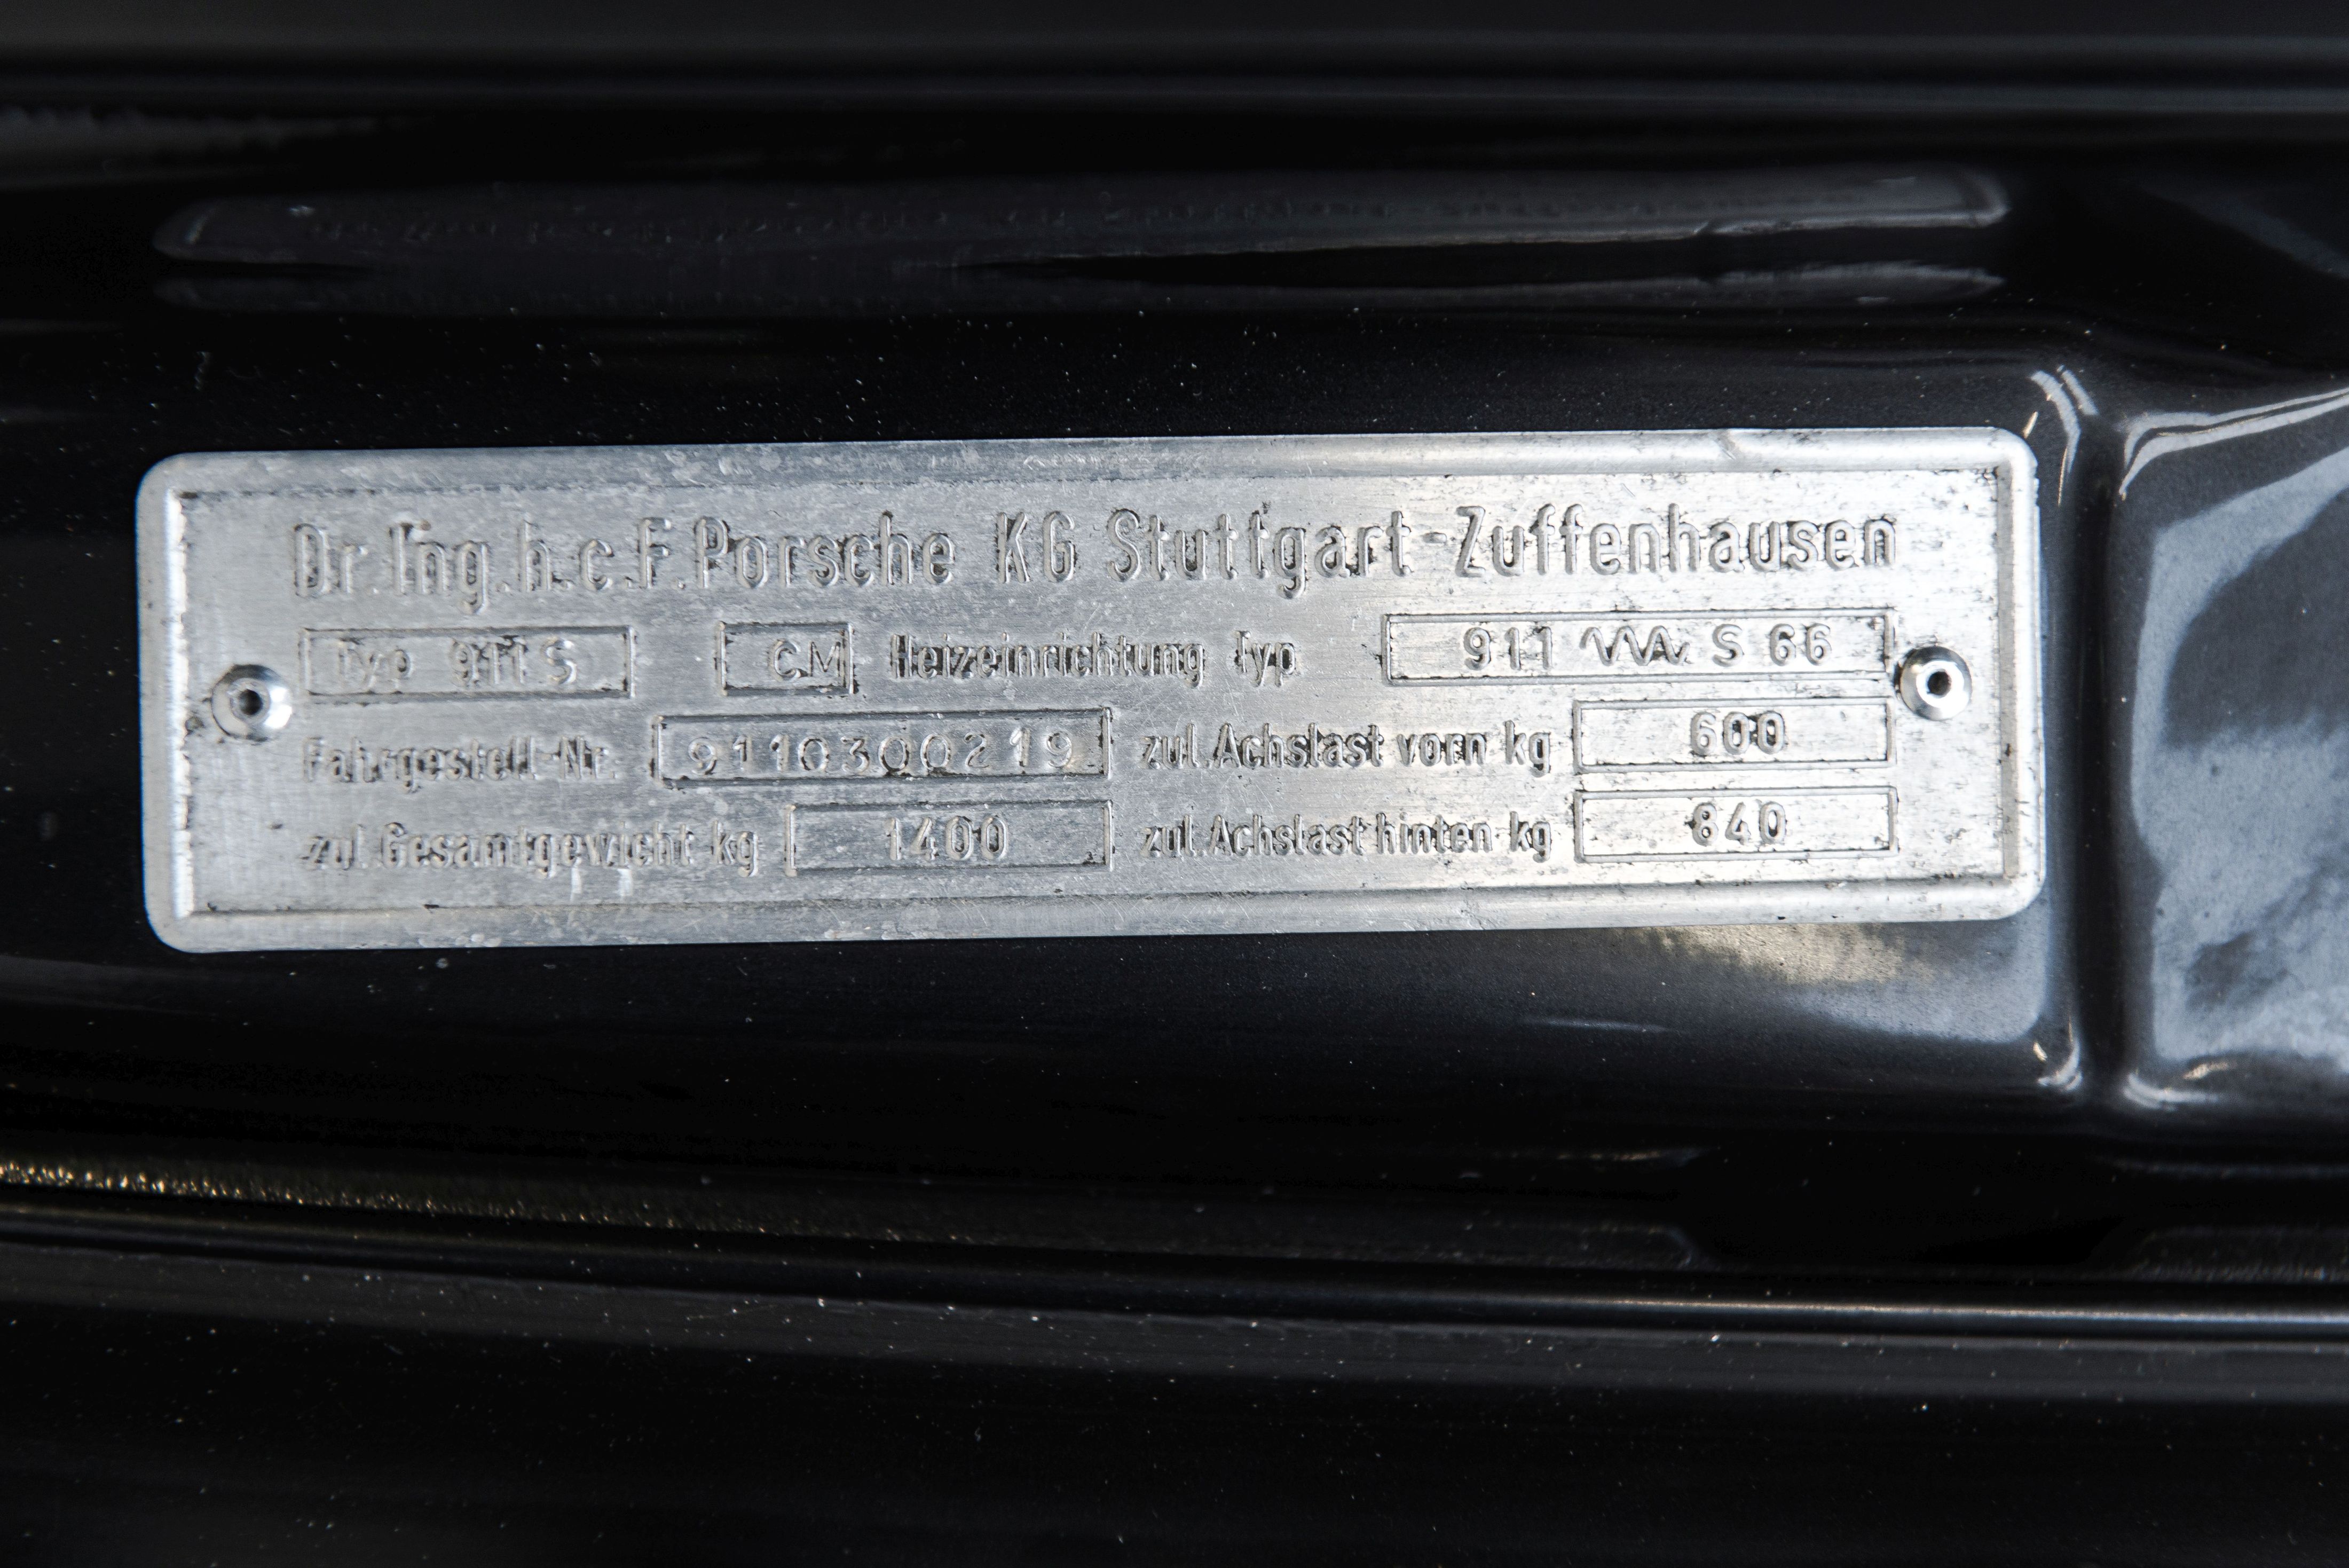 Dr.Ing.h.c.F.Porsche KG Stuttgart-Zuffenhausen
Typ 911 S CM Heizeinrichtung Typ 911 S 66
Fahrgestell-Nr. 9110300219 zul.Achslast vorn kg 600
zul.Gesamtgewicht kg 1400 zul.Achslast hinten kg 840